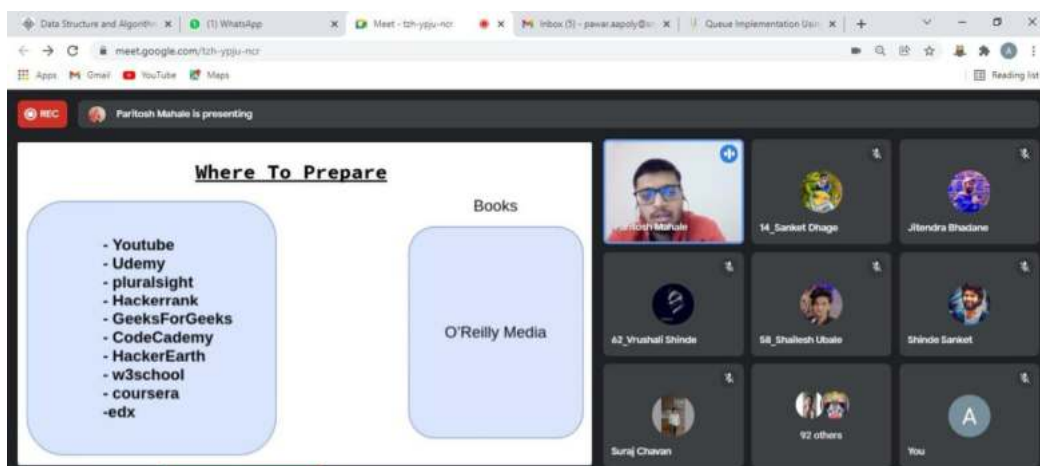 Data Structure and Algorithm
(1) WhatsApp
Meet - tzh-ypju-ncr
Inbox (5) - pawar.aapoly@
Queue Implementation Usin
meet.google.com/tzh-ypju-ncr
Apps
Gmail
YouTube
Maps
Reading list
REC
Paritosh Mahale is presenting
Where To Prepare
- Youtube
- Udemy
- pluralsight
- Hackerrank
- GeeksForGeeks
- CodeCademy
- HackerEarth
- w3school
- coursera
-edx
Books
O'Reilly Media
Paritosh Mahale
14_Sanket Dhage
Jitendra Bhadane
62_Vrushali Shinde
58_Shailesh Ubale
Shinde Sanket
Suraj Chavan
92 others
A
You